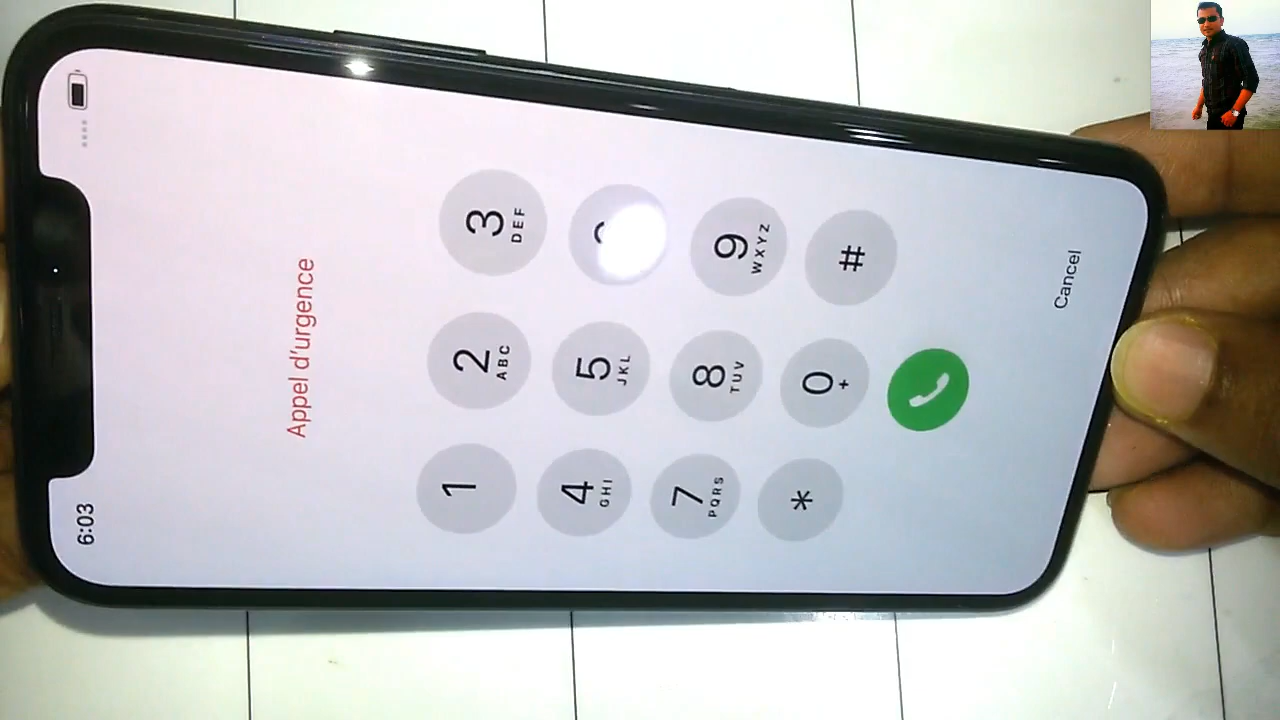 6:03
Appel d'urgence
1
2
ABC
3
DEF
4
GHI
5
JKL
7
PQRS
8
TUV
9
WXYZ
*
0
+
#
Cancel